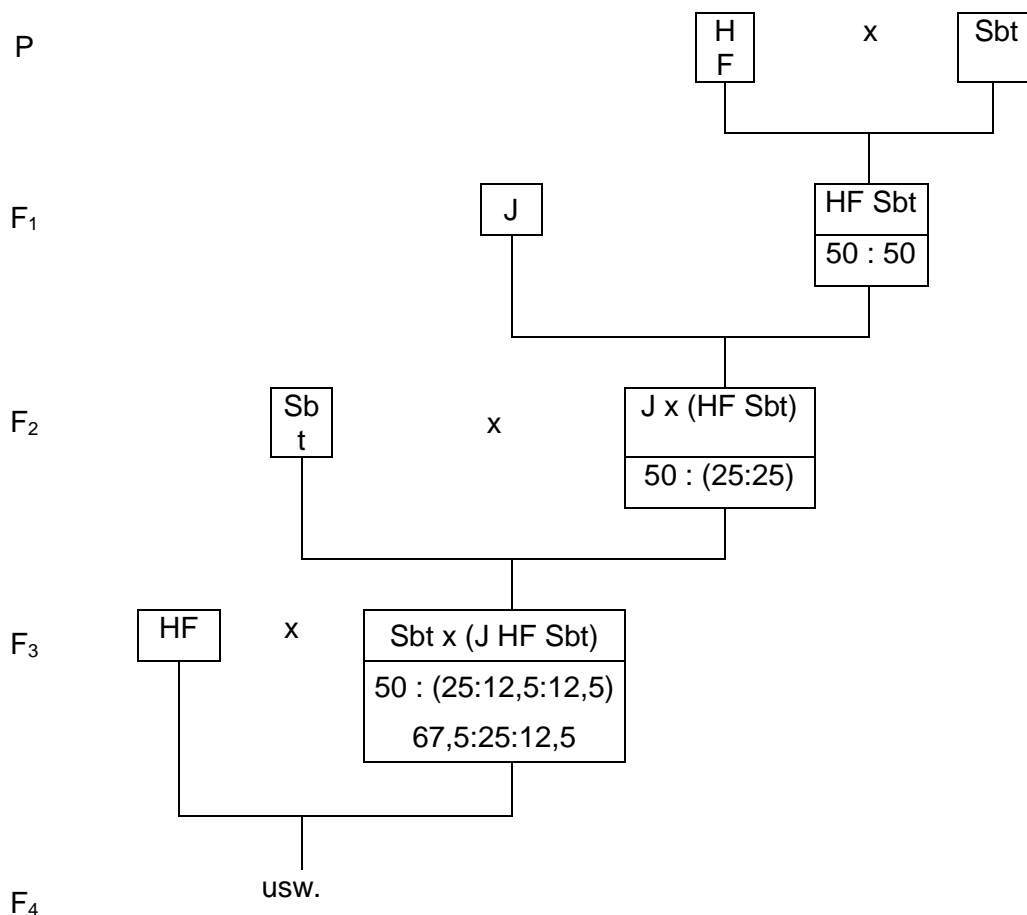 P
H
F
x
Sbt
F₁
J
HF Sbt
50 : 50
F₂
Sb
t
x
J x (HF Sbt)
50 : (25:25)
F₃
HF
x
Sbt x (J HF Sbt)
50 : (25:12,5:12,5)
67,5:25:12,5
F₄
usw.